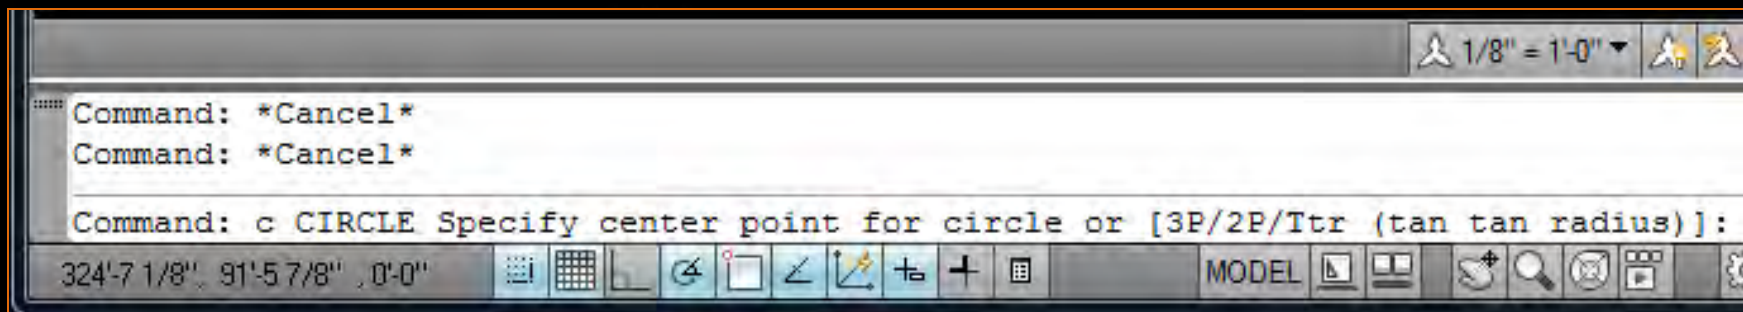 1/8" = 1'-0"
Command: *Cancel*
Command: *Cancel*
Command: c CIRCLE Specify center point for circle or [3P/2P/Ttr (tan tan radius)]:
324'-7 1/8", 91'-5 7/8" , 0'-0" MODEL